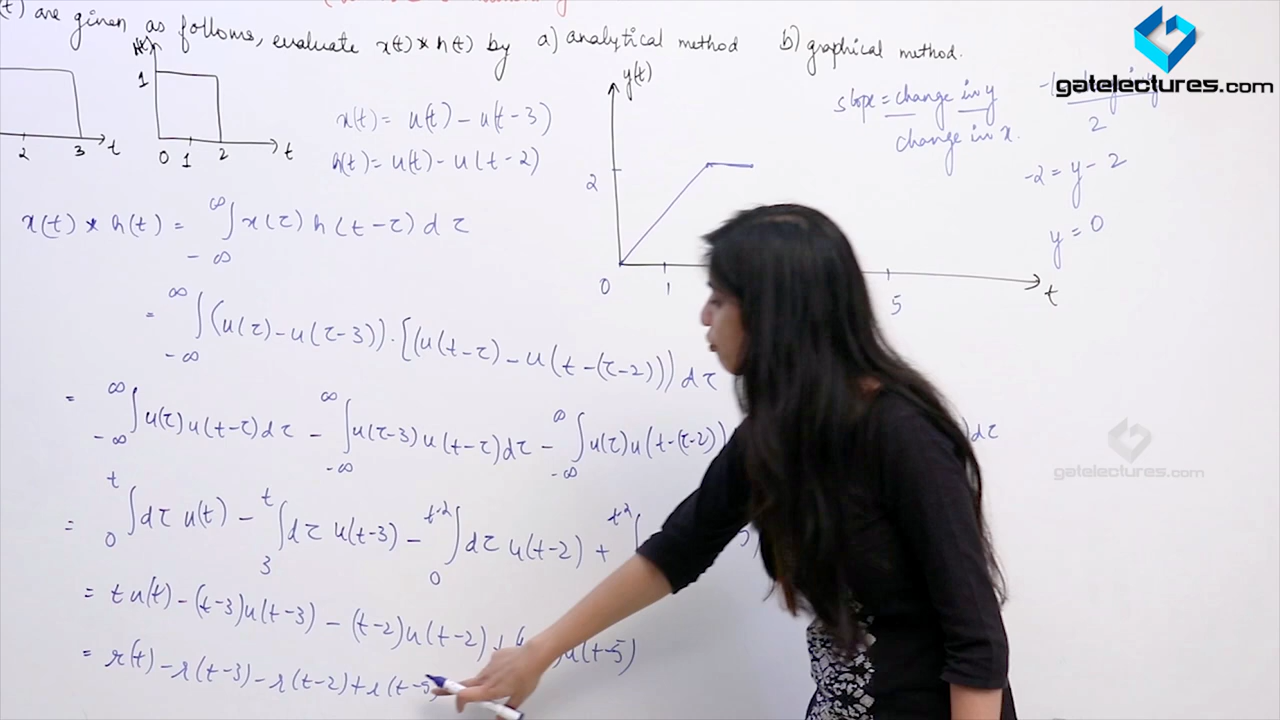 (t) are given as follows, evaluate x(t) * h(t) by a) analytical method b) graphical method.
gatelectures.com
h(t)
1
2 3 t
0 1 2 t
x(t) = u(t) - u(t-3)
h(t) = u(t) - u(t-2)
y(t)
2
0 1 5 t
slope = change in y
change in x.
2
-2 = y - 2
y = 0
x(t) * h(t) = ∞ ∫ -∞ x(τ) h(t-τ) dτ
= ∞ ∫ -∞ (u(τ) - u(τ-3)) · [(u(t-τ) - u(t-(τ-2))) dτ
= ∞ ∫ -∞ u(τ) u(t-τ) dτ - ∞ ∫ -∞ u(τ-3) u(t-τ) dτ - ∞ ∫ -∞ u(τ) u(t-(τ-2)) dτ
gatelectures.com
= t ∫ 0 dτ u(t) - t ∫ 3 dτ u(t-3) - t-2 ∫ 0 dτ u(t-2) + t-2 ∫
= t u(t) - (t-3) u(t-3) - (t-2) u(t-2) + u(t-5)
= r(t) - r(t-3) - r(t-2) + r(t-5)